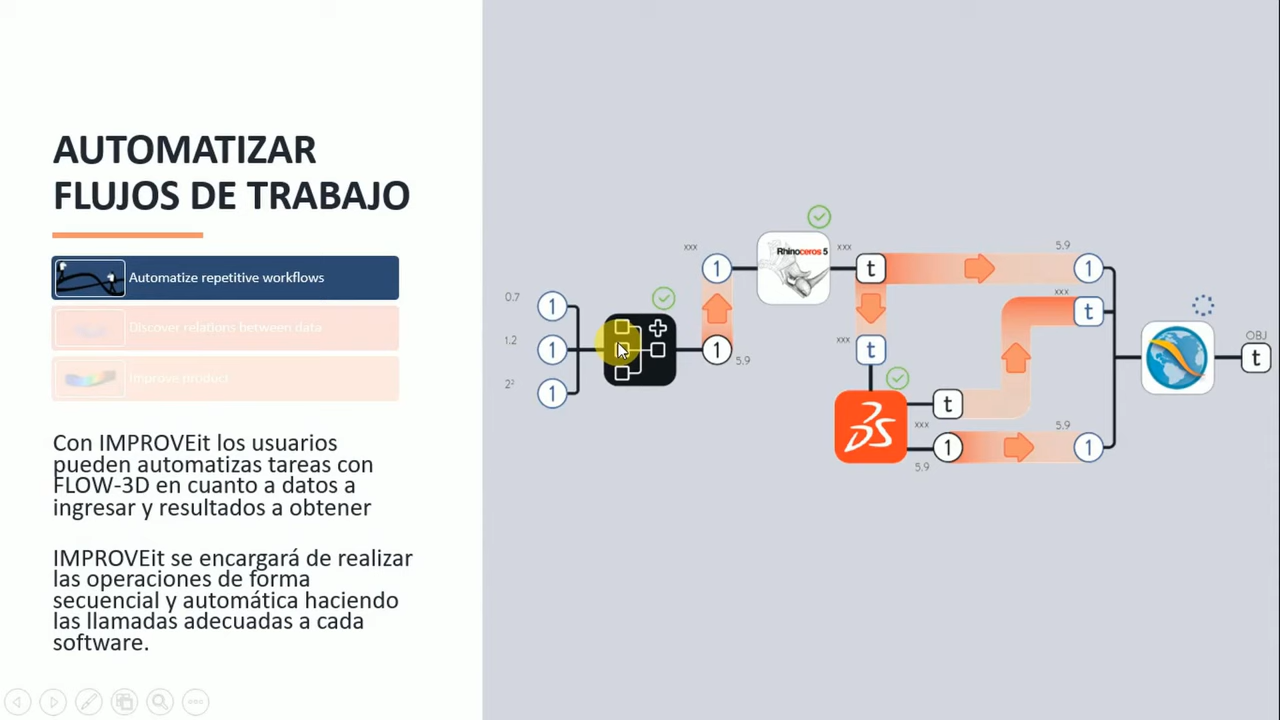 AUTOMATIZAR
FLUJOS DE TRABAJO
Automatize repetitive workflows
Discover relations between data
Improve product
Con IMPROVEit los usuarios
pueden automatizas tareas con
FLOW-3D en cuanto a datos a
ingresar y resultados a obtener
IMPROVEit se encargará de realizar
las operaciones de forma
secuencial y automática haciendo
las llamadas adecuadas a cada
software.
0.7
1
1.2
1
2²
1
1
5.9
xxx
1
Rhinoceros 5
xxx
t
xxx
t
3DS
t
xxx
1
5.9
5.9
1
xxx
t
5.9
1
OBJ
t